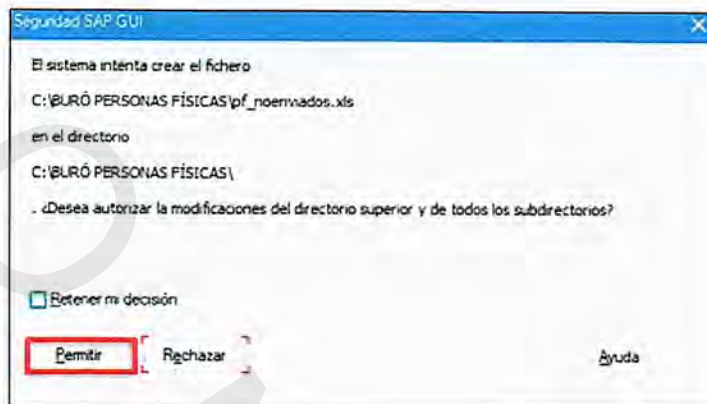 Seguridad SAP GUI
El sistema intenta crear el fichero
C:\BURÓ PERSONAS FÍSICAS\pf_noenviados.xls
en el directorio
C:\BURÓ PERSONAS FÍSICAS\
. ¿Desea autorizar la modificaciones del directorio superior y de todos los subdirectorios?
Retener mi decisión
Permitir Rechazar Ayuda